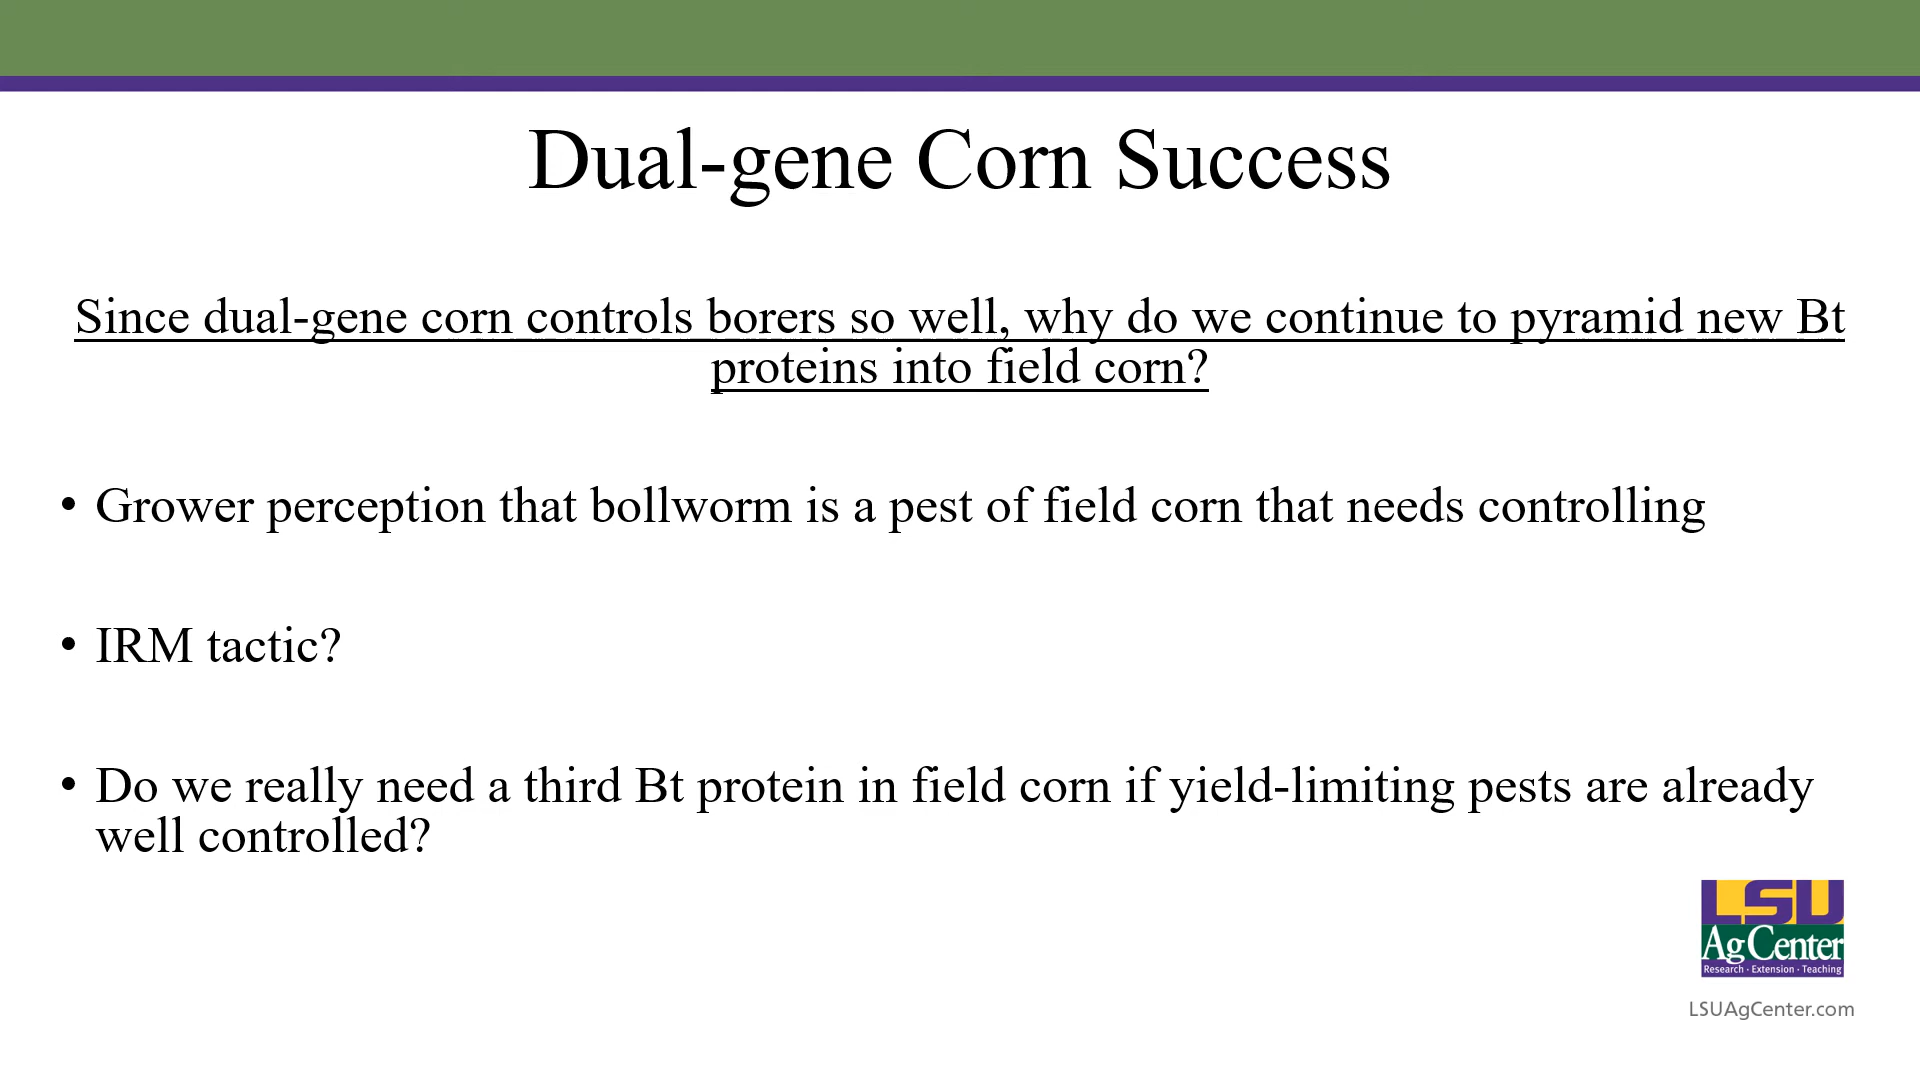 Dual-gene Corn Success
Since dual-gene corn controls borers so well, why do we continue to pyramid new Bt
proteins into field corn?
• Grower perception that bollworm is a pest of field corn that needs controlling
• IRM tactic?
• Do we really need a third Bt protein in field corn if yield-limiting pests are already
well controlled?
LSU
AgCenter
Research · Extension · Teaching
LSUAgCenter.com